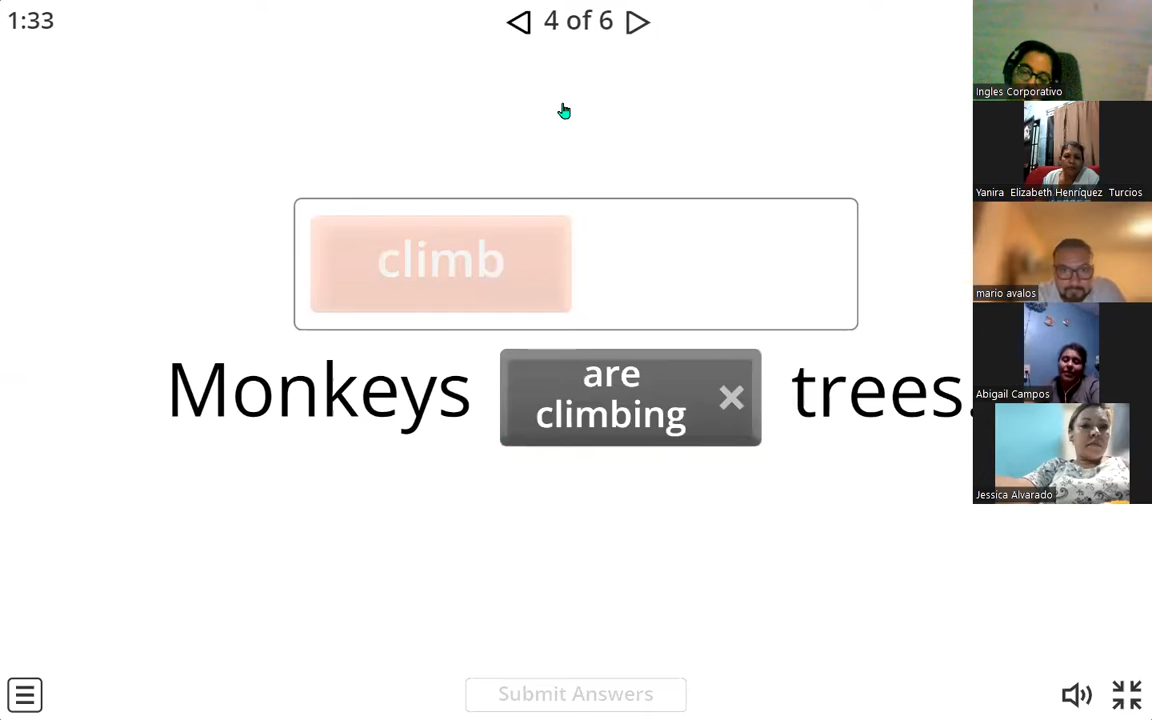 1:33
4 of 6
climb
Monkeys are climbing trees.
Submit Answers
Ingles Corporativo
Yanira Elizabeth Henríquez Turcios
mario avalos
Abigail Campos
Jessica Alvarado